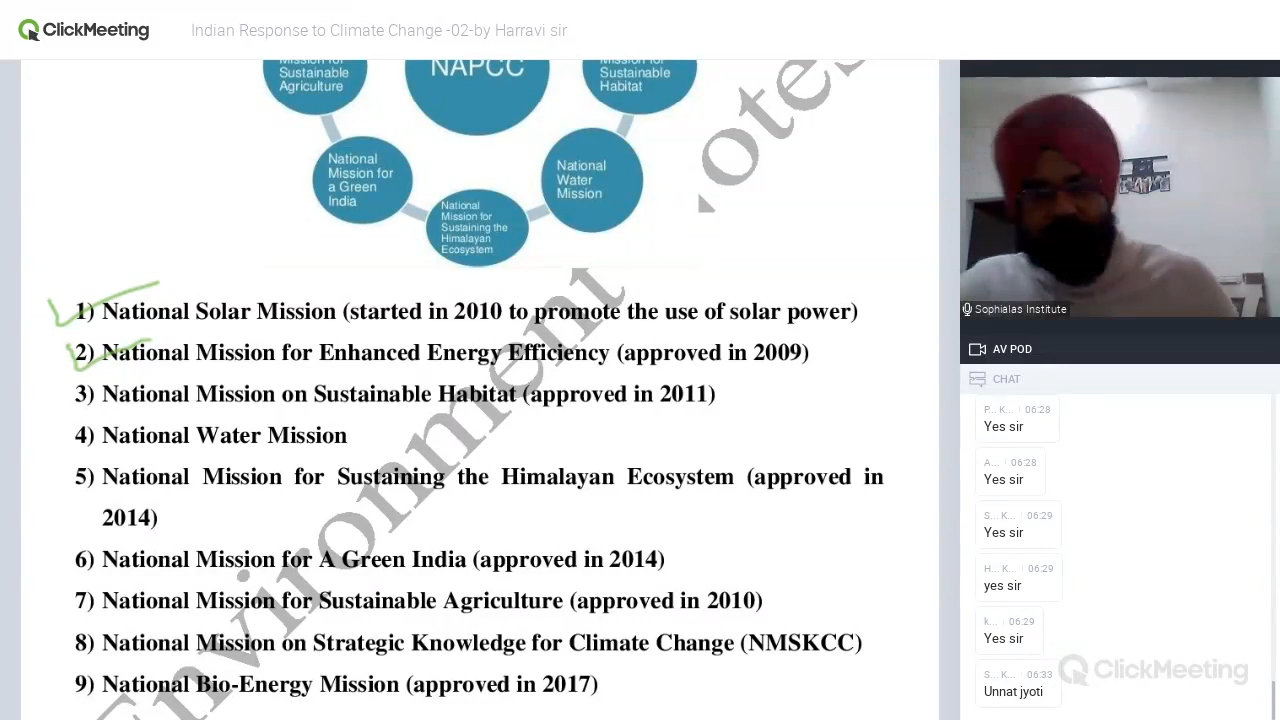 ClickMeeting
Indian Response to Climate Change -02-by Harravi sir
Mission for
Sustainable
Agriculture
NAPCC
Mission for
Sustainable
Habitat
National
Mission for
a Green
India
National
Water
Mission
National
Mission for
Sustaining the
Himalayan
Ecosystem
1) National Solar Mission (started in 2010 to promote the use of solar power)
2) National Mission for Enhanced Energy Efficiency (approved in 2009)
3) National Mission on Sustainable Habitat (approved in 2011)
4) National Water Mission
5) National Mission for Sustaining the Himalayan Ecosystem (approved in
2014)
6) National Mission for A Green India (approved in 2014)
7) National Mission for Sustainable Agriculture (approved in 2010)
8) National Mission on Strategic Knowledge for Climate Change (NMSKCC)
9) National Bio-Energy Mission (approved in 2017)
Environment
otes
Sophialas Institute
AV POD
CHAT
P... K... 06:28
Yes sir
A... 06:28
Yes sir
S... K... 06:29
Yes sir
H... K... 06:29
yes sir
k... 06:29
Yes sir
S... K... 06:33
Unnat jyoti
ClickMeeting